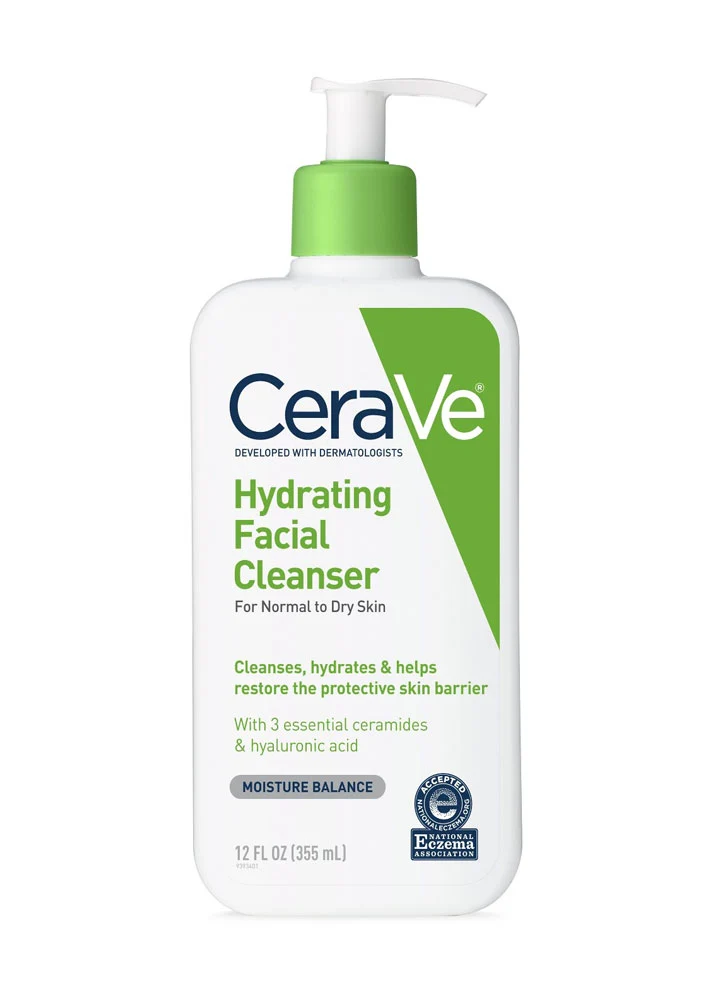 CeraVe®
DEVELOPED WITH DERMATOLOGISTS
Hydrating
Facial
Cleanser
For Normal to Dry Skin
Cleanses, hydrates & helps
restore the protective skin barrier
With 3 essential ceramides
& hyaluronic acid
MOISTURE BALANCE
ACCEPTED
NATIONALECZEMA.ORG
e
NATIONAL
Eczema
ASSOCIATION
12 FL OZ (355 mL)